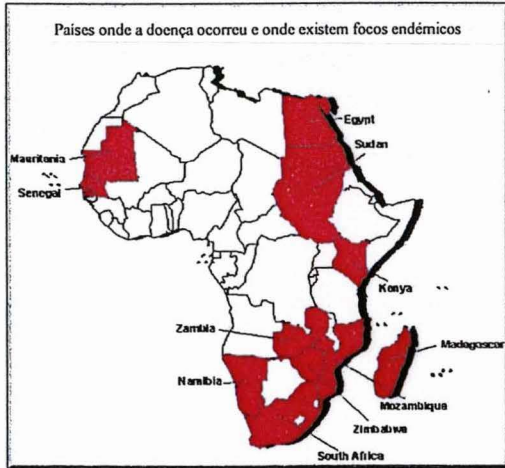 Países onde a doença ocorreu e onde existem focos endémicos
Egypt
Sudan
Mauritania
Senegal
Kenya
Zambia
Madagascar
Namibia
Mozambique
Zimbabwe
South Africa